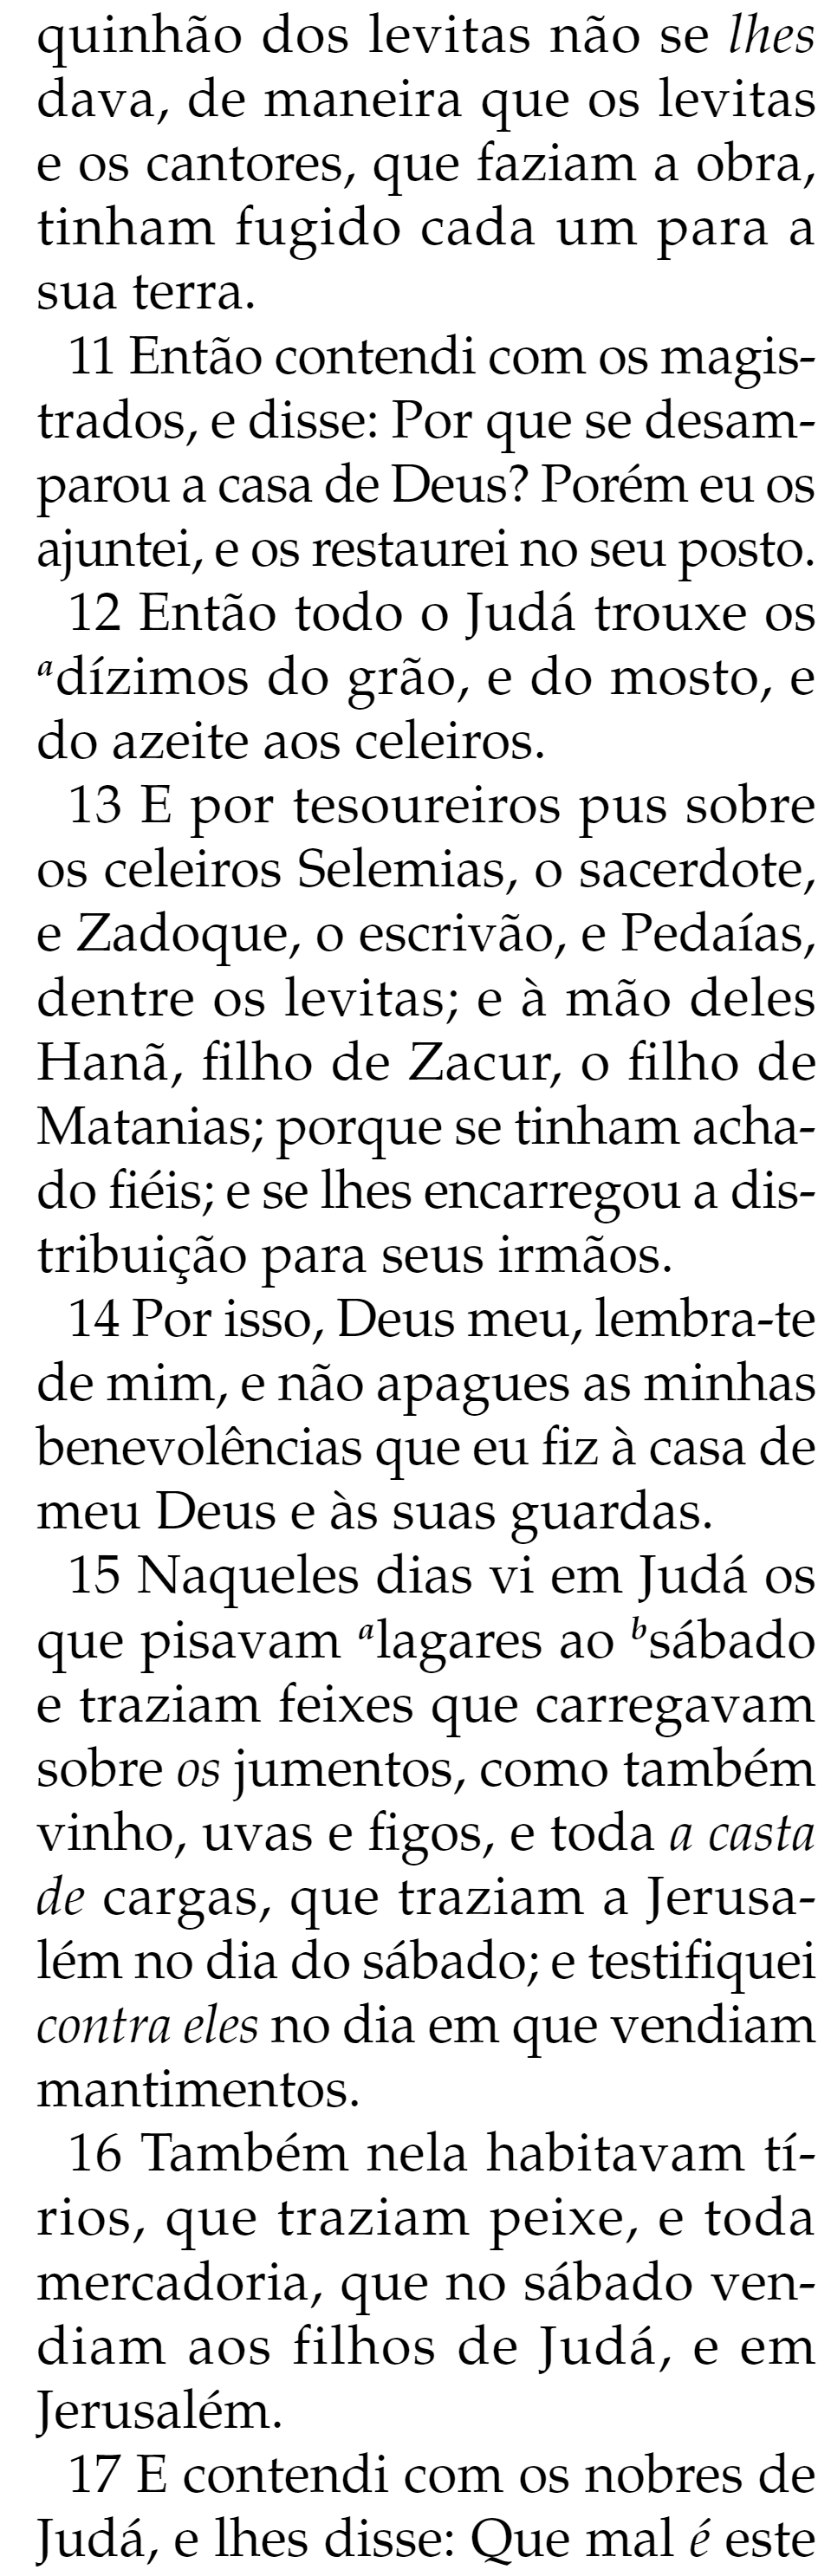 quinhão dos levitas não se lhes
dava, de maneira que os levitas
e os cantores, que faziam a obra,
tinham fugido cada um para a
sua terra.
11 Então contendi com os magis-
trados, e disse: Por que se desam-
parou a casa de Deus? Porém eu os
ajuntei, e os restaurei no seu posto.
12 Então todo o Judá trouxe os
adízimos do grão, e do mosto, e
do azeite aos celeiros.
13 E por tesoureiros pus sobre
os celeiros Selemias, o sacerdote,
e Zadoque, o escrivão, e Pedaías,
dentre os levitas; e à mão deles
Hanã, filho de Zacur, o filho de
Matanias; porque se tinham acha-
do fiéis; e se lhes encarregou a dis-
tribuição para seus irmãos.
14 Por isso, Deus meu, lembra-te
de mim, e não apagues as minhas
benevolências que eu fiz à casa de
meu Deus e às suas guardas.
15 Naqueles dias vi em Judá os
que pisavam alagares ao bsábado
e traziam feixes que carregavam
sobre os jumentos, como também
vinho, uvas e figos, e toda a casta
de cargas, que traziam a Jerusa-
lém no dia do sábado; e testifiquei
contra eles no dia em que vendiam
mantimentos.
16 Também nela habitavam tí-
rios, que traziam peixe, e toda
mercadoria, que no sábado ven-
diam aos filhos de Judá, e em
Jerusalém.
17 E contendi com os nobres de
Judá, e lhes disse: Que mal é este